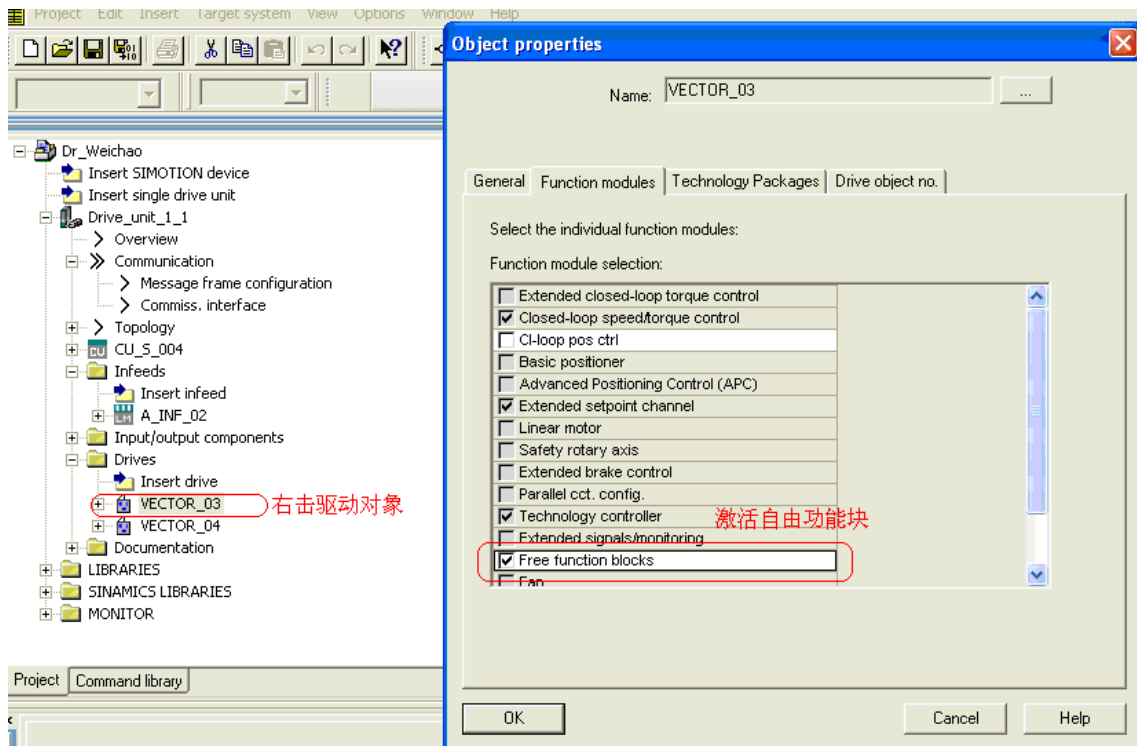 Project Edit Insert Target system View Options Window Help
Object properties
Name: VECTOR_03
...
Dr_Weichao
Insert SIMOTION device
Insert single drive unit
Drive_unit_1_1
Overview
Communication
Message frame configuration
Commiss. interface
Topology
CU_S_004
Infeeds
Insert infeed
A_INF_02
Input/output components
Drives
Insert drive
VECTOR_03 右击驱动对象
VECTOR_04
Documentation
LIBRARIES
SINAMICS LIBRARIES
MONITOR
Project Command library
General Function modules Technology Packages Drive object no.
Select the individual function modules:
Function module selection:
Extended closed-loop torque control
Closed-loop speed/torque control
Cl-loop pos ctrl
Basic positioner
Advanced Positioning Control (APC)
Extended setpoint channel
Linear motor
Safety rotary axis
Extended brake control
Parallel cct. config.
Technology controller 激活自由功能块
Extended signals/monitoring
Free function blocks
Fan
OK Cancel Help